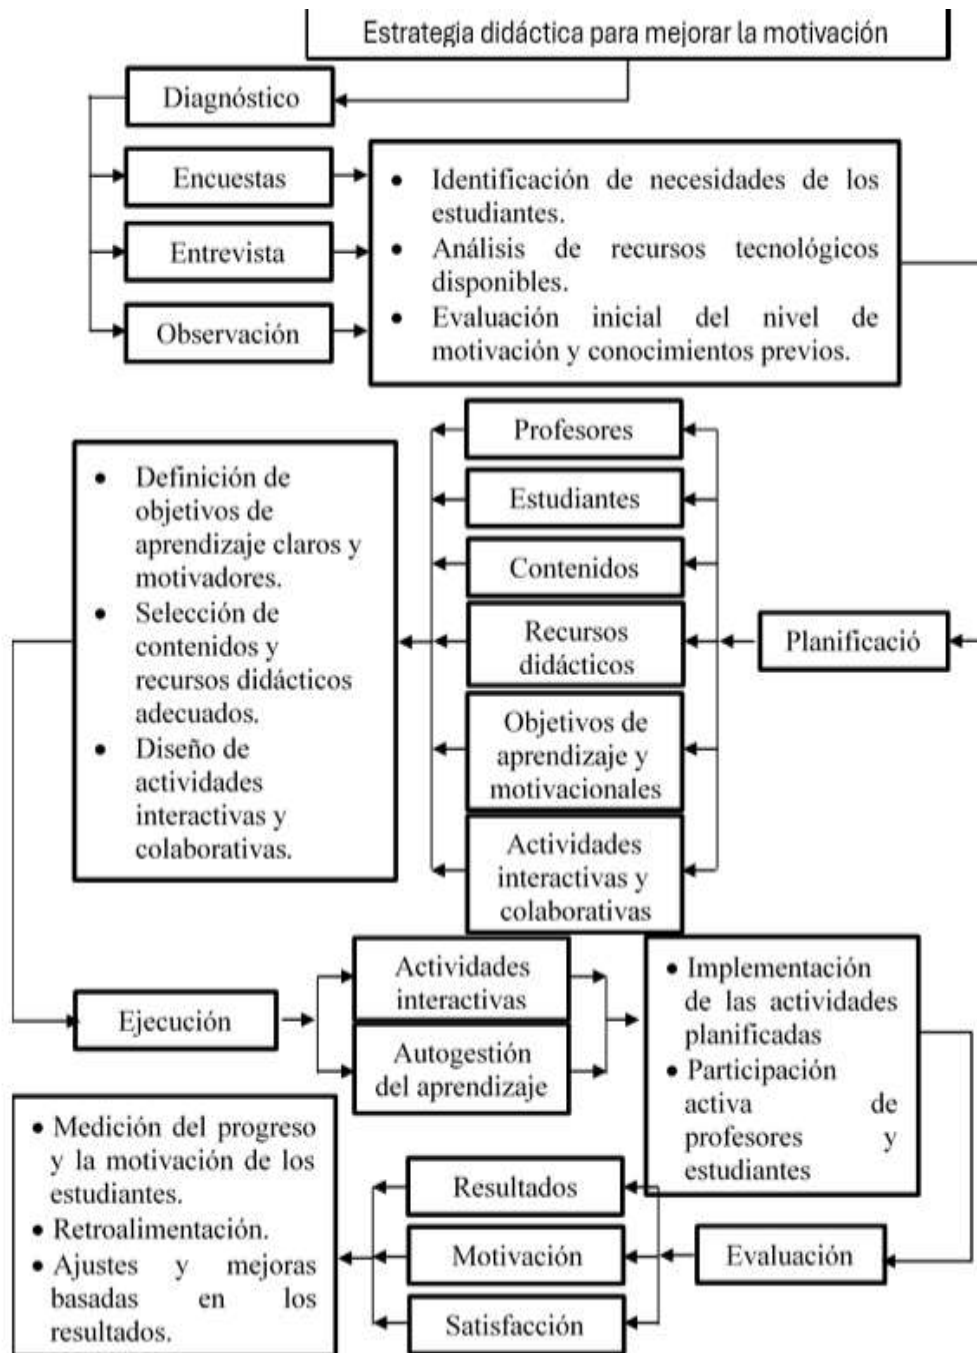 Estrategia didáctica para mejorar la motivación
Diagnóstico
Encuestas
Entrevista
Observación
• Identificación de necesidades de los
estudiantes.
• Análisis de recursos tecnológicos
disponibles.
• Evaluación inicial del nivel de
motivación y conocimientos previos.
Planificació
Profesores
Estudiantes
Contenidos
Recursos
didácticos
Objetivos de
aprendizaje y
motivacionales
Actividades
interactivas y
colaborativas
• Definición de
objetivos de
aprendizaje claros y
motivadores.
• Selección de
contenidos y
recursos didácticos
adecuados.
• Diseño de
actividades
interactivas y
colaborativas.
Ejecución
Actividades
interactivas
Autogestión
del aprendizaje
• Implementación
de las actividades
planificadas
• Participación
activa de
profesores y
estudiantes
Evaluación
Resultados
Motivación
Satisfacción
• Medición del progreso
y la motivación de los
estudiantes.
• Retroalimentación.
• Ajustes y mejoras
basadas en los
resultados.